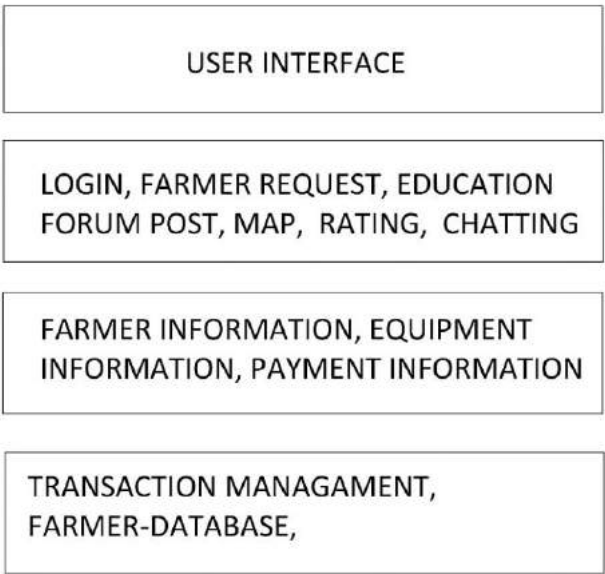 USER INTERFACE
LOGIN, FARMER REQUEST, EDUCATION
FORUM POST, MAP, RATING, CHATTING
FARMER INFORMATION, EQUIPMENT
INFORMATION, PAYMENT INFORMATION
TRANSACTION MANAGAMENT,
FARMER-DATABASE,